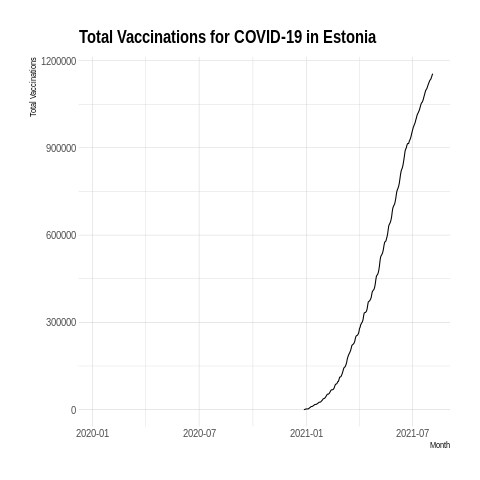 Total Vaccinations for COVID-19 in Estonia
Total Vaccinations
1200000
900000
600000
300000
0
2020-01 2020-07 2021-01 2021-07
Month